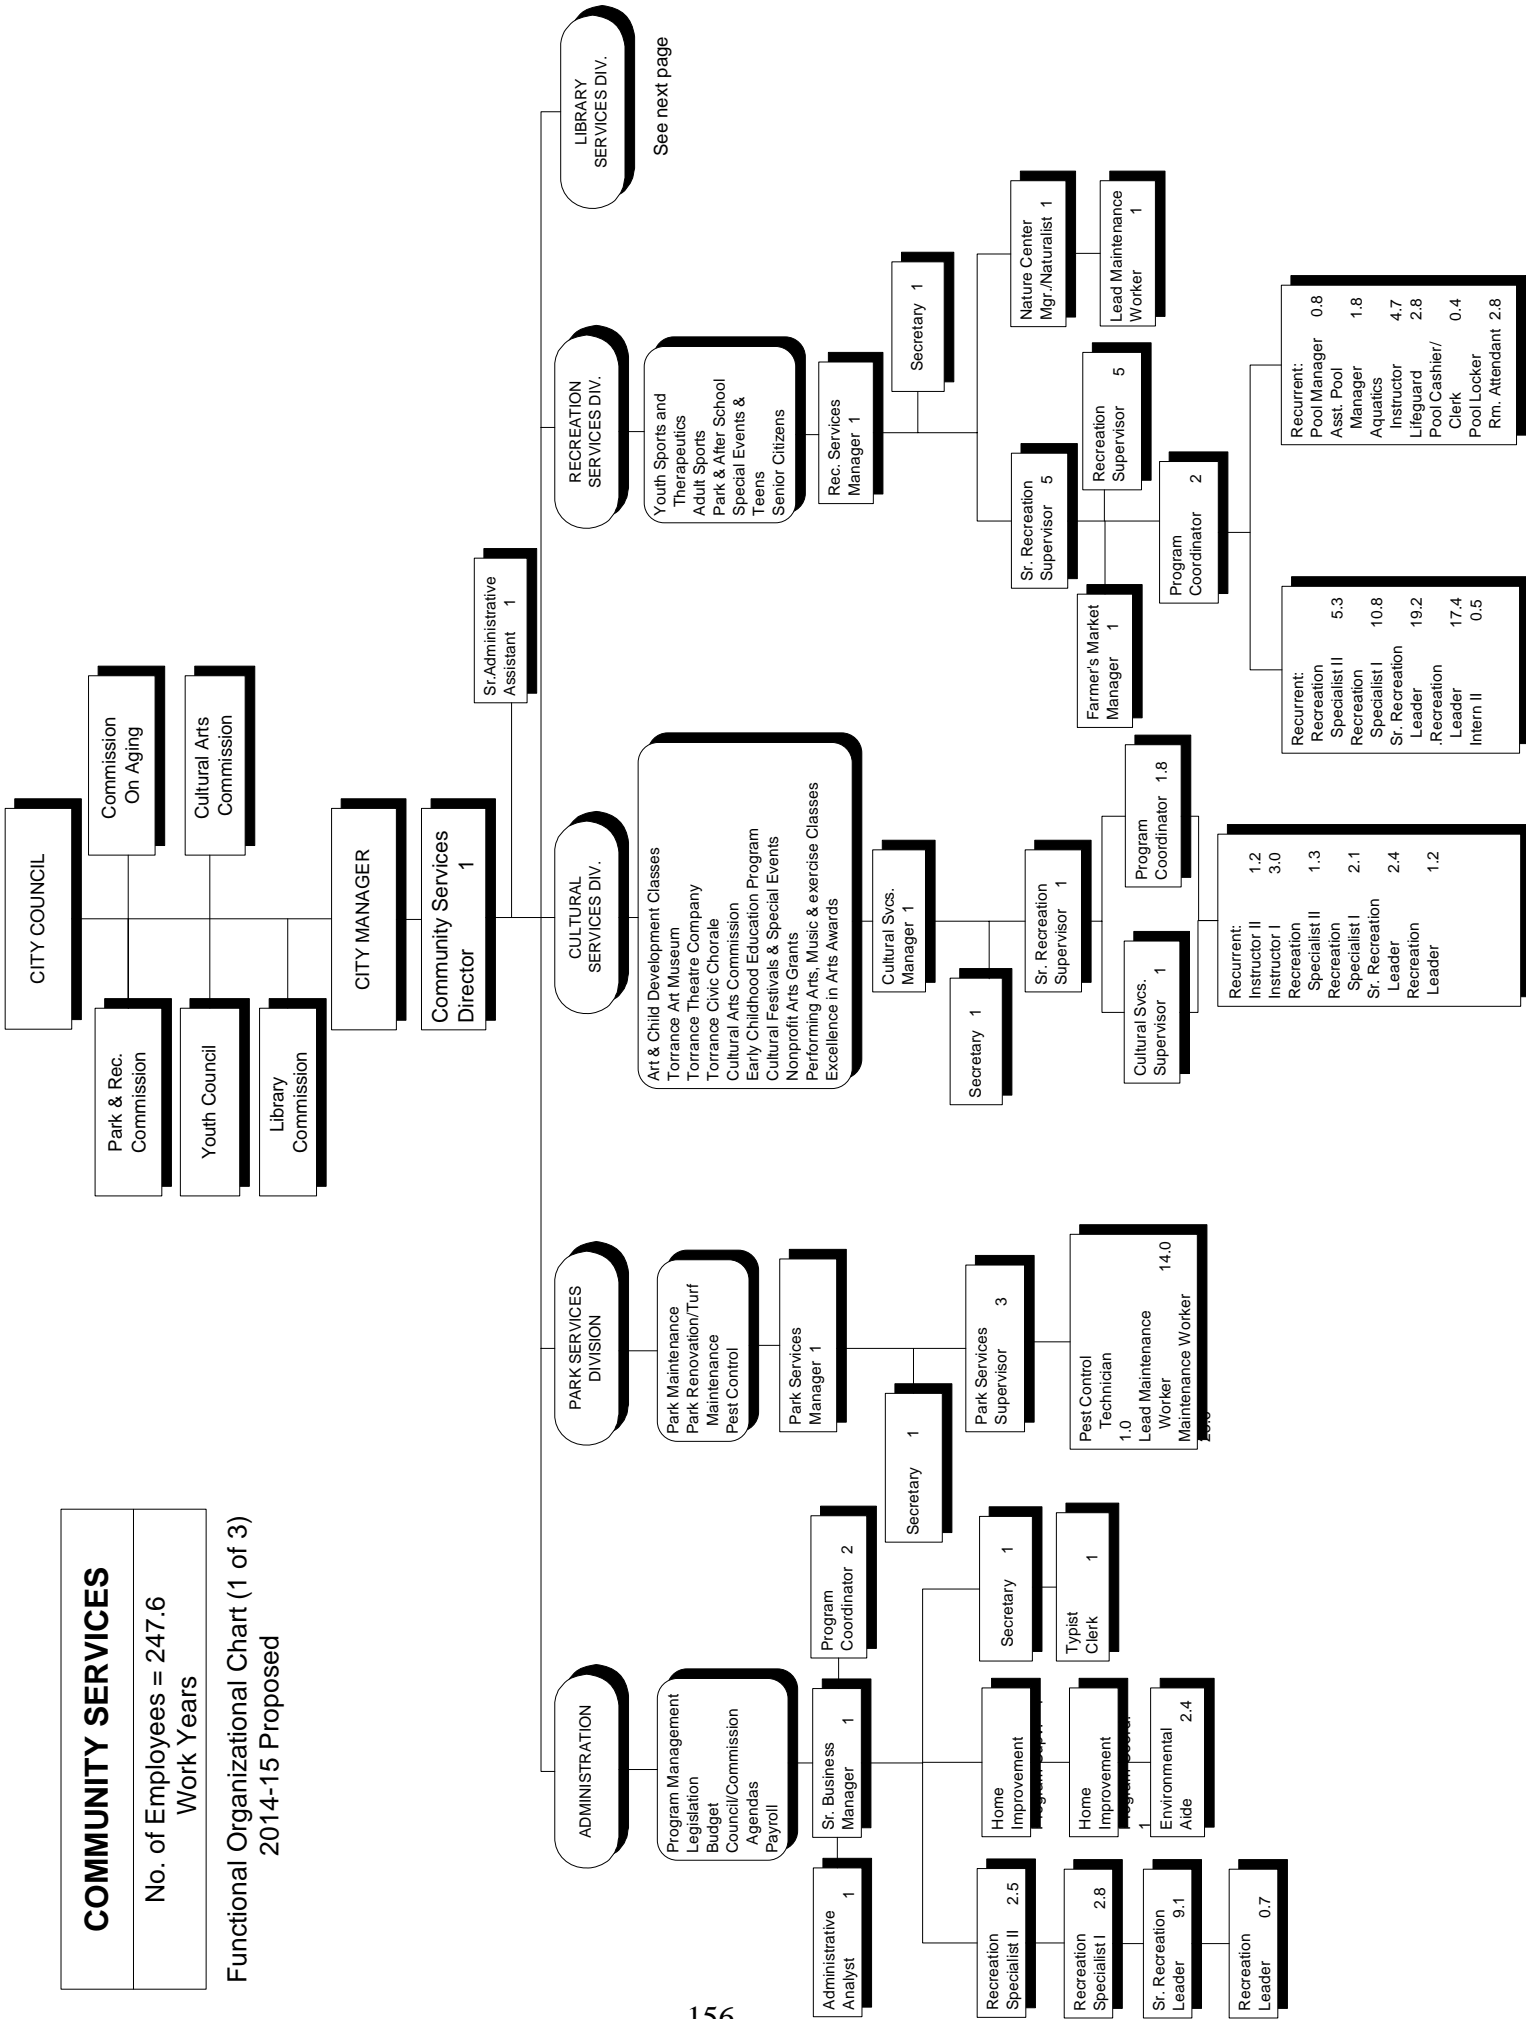 COMMUNITY SERVICES
No. of Employees = 247.6
Work Years
Functional Organizational Chart (1 of 3)
2014-15 Proposed
CITY COUNCIL
Park & Rec.
Commission
Commission
On Aging
Youth Council
Cultural Arts
Commission
Library
Commission
CITY MANAGER
Community Services
Director 1
Sr.Administrative
Assistant 1
ADMINISTRATION
Program Management
Legislation
Budget
Council/Commission
Agendas
Payroll
Administrative
Analyst 1
Sr. Business
Manager 1
Program
Coordinator 2
Recreation
Specialist II 2.5
Recreation
Specialist I 2.8
Sr. Recreation
Leader 9.1
Recreation
Leader 0.7
Home
Improvement
Home
Improvement
1
Environmental
Aide 2.4
Secretary 1
Typist
Clerk 1
PARK SERVICES
DIVISION
Park Maintenance
Park Renovation/Turf
Maintenance
Pest Control
Park Services
Manager 1
Secretary 1
Park Services
Supervisor 3
Pest Control
Technician
1.0
Lead Maintenance
Worker 14.0
Maintenance Worker
CULTURAL
SERVICES DIV.
Art & Child Development Classes
Torrance Art Museum
Torrance Theatre Company
Torrance Civic Chorale
Cultural Arts Commission
Early Childhood Education Program
Cultural Festivals & Special Events
Nonprofit Arts Grants
Performing Arts, Music & exercise Classes
Excellence in Arts Awards
Cultural Svcs.
Manager 1
Secretary 1
Sr. Recreation
Supervisor 1
Cultural Svcs.
Supervisor 1
Program
Coordinator 1.8
Recurrent:
Instructor II 1.2
Instructor I 3.0
Recreation
Specialist II 1.3
Recreation
Specialist I 2.1
Sr. Recreation
Leader 2.4
Recreation
Leader 1.2
RECREATION
SERVICES DIV.
Youth Sports and
Therapeutics
Adult Sports
Park & After School
Special Events &
Teens
Senior Citizens
Rec. Services
Manager 1
Secretary 1
Sr. Recreation
Supervisor 5
Nature Center
Mgr./Naturalist 1
Lead Maintenance
Worker 1
Farmer's Market
Manager 1
Recreation
Supervisor 5
Program
Coordinator 2
Recurrent:
Recreation
Specialist II 5.3
Recreation
Specialist I 10.8
Sr. Recreation
Leader 19.2
.Recreation
Leader 17.4
Intern II 0.5
Recurrent:
Pool Manager 0.8
Asst. Pool
Manager 1.8
Aquatics
Instructor 4.7
Lifeguard 2.8
Pool Cashier/
Clerk 0.4
Pool Locker
Rm. Attendant 2.8
LIBRARY
SERVICES DIV.
See next page
156